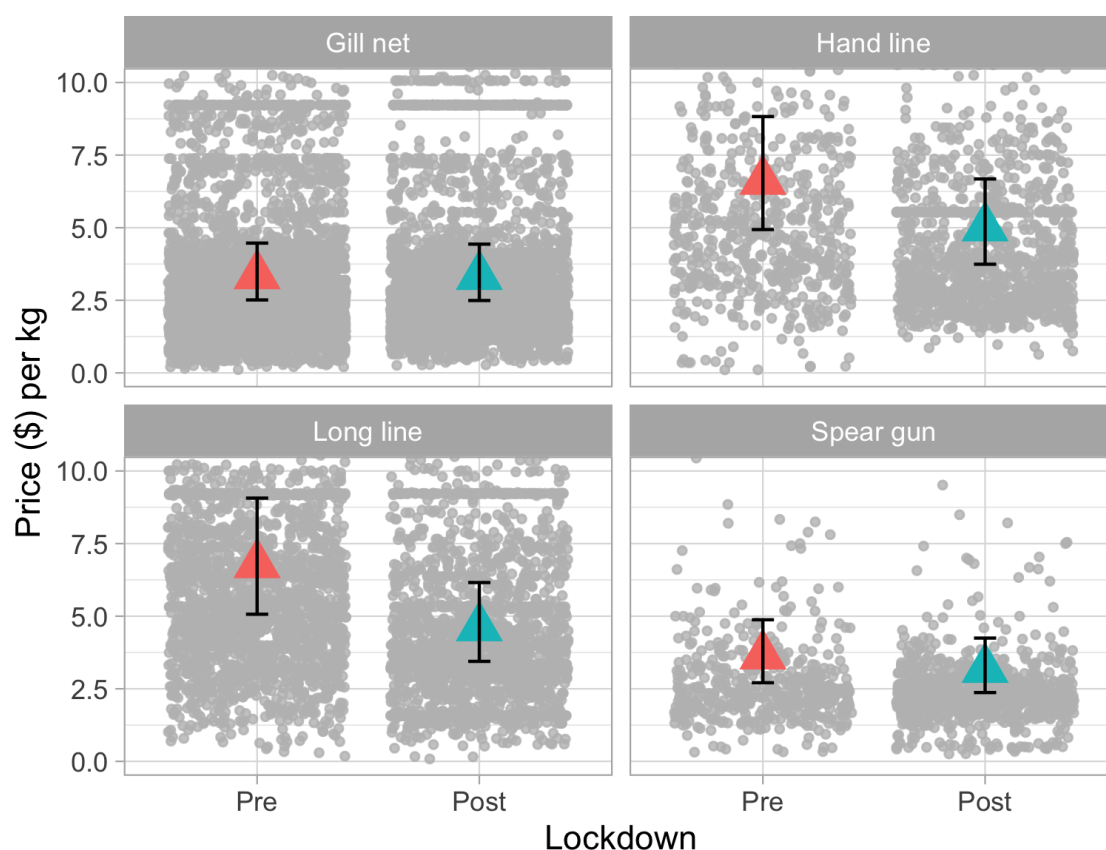 Gill net
Hand line
10.0
7.5
5.0
2.5
0.0
Long line
Spear gun
10.0
7.5
5.0
2.5
0.0
Price ($) per kg
Pre
Post
Pre
Post
Lockdown